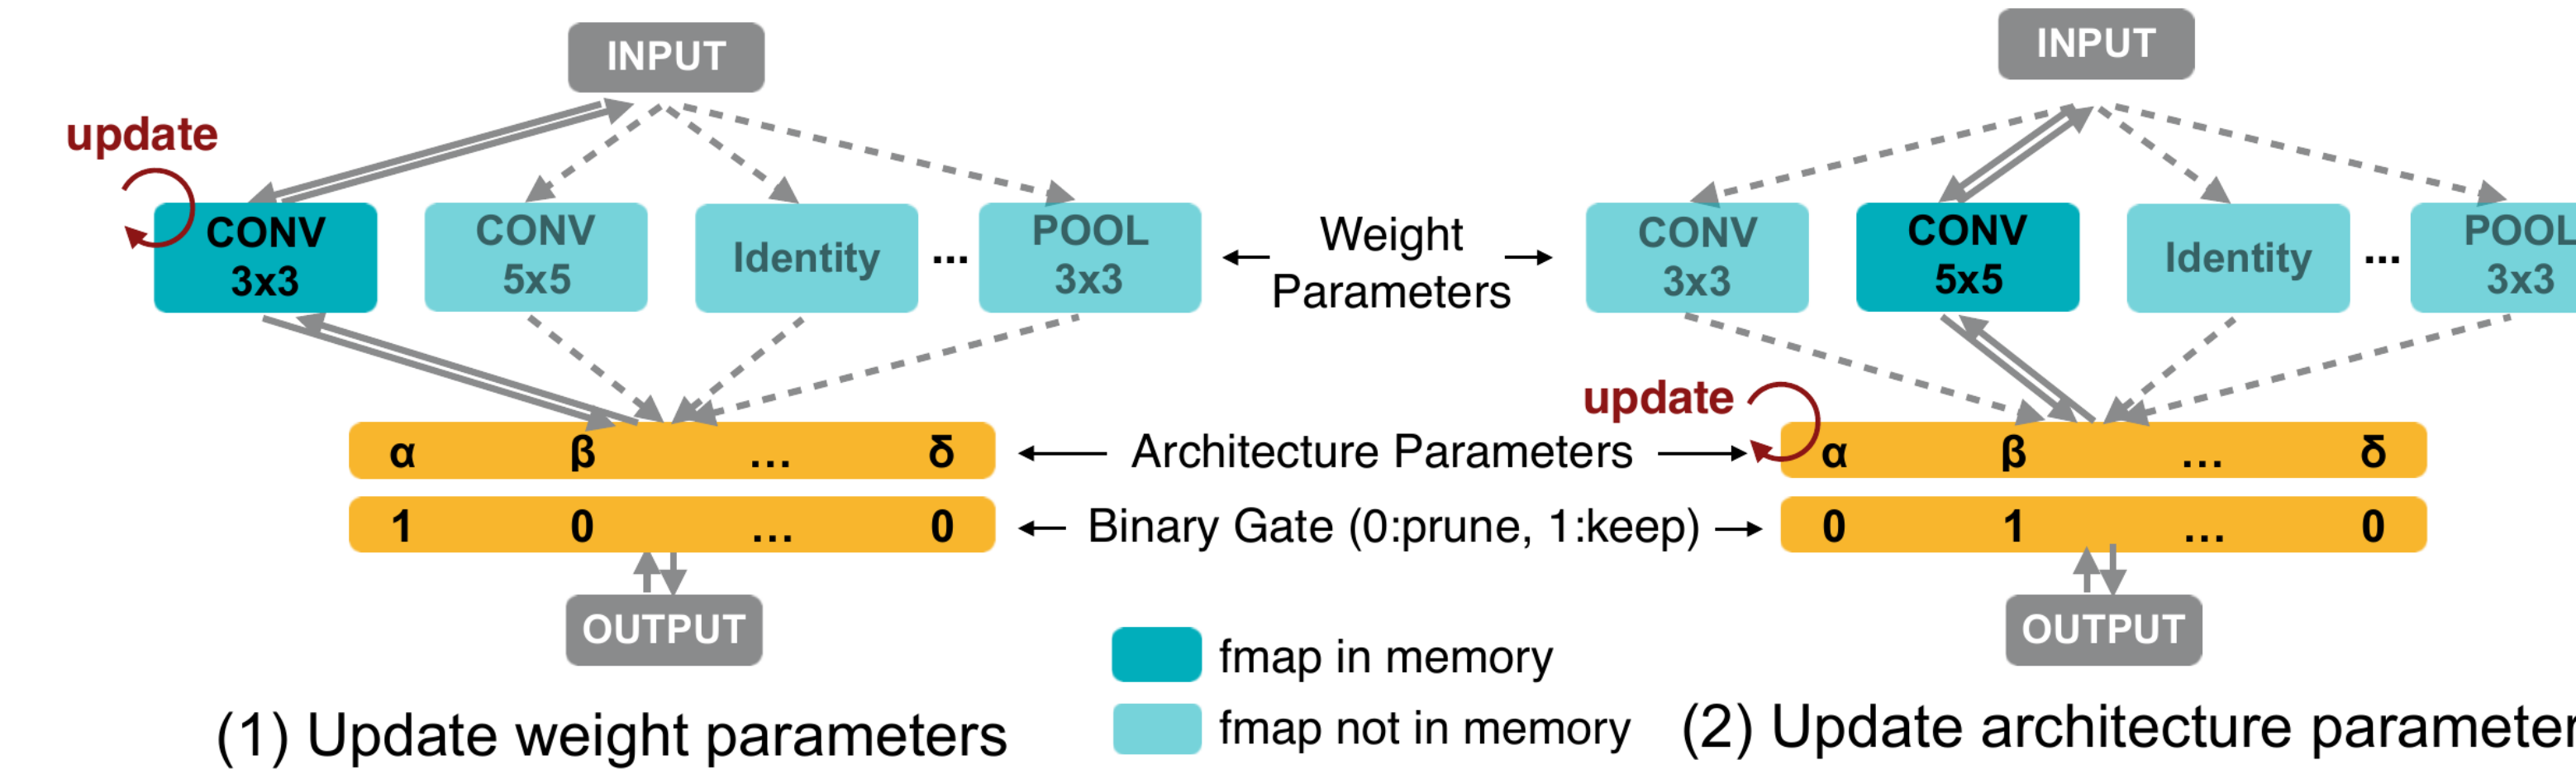 INPUT
INPUT
update
CONV
3x3
CONV
5x5
Identity
...
POOL
3x3
Weight
Parameters
CONV
3x3
CONV
5x5
Identity
...
POOL
3x3
update
α β ... δ
Architecture Parameters
α β ... δ
1 0 ... 0
Binary Gate (0:prune, 1:keep)
0 1 ... 0
OUTPUT
OUTPUT
fmap in memory
fmap not in memory
(1) Update weight parameters
(2) Update architecture parameter